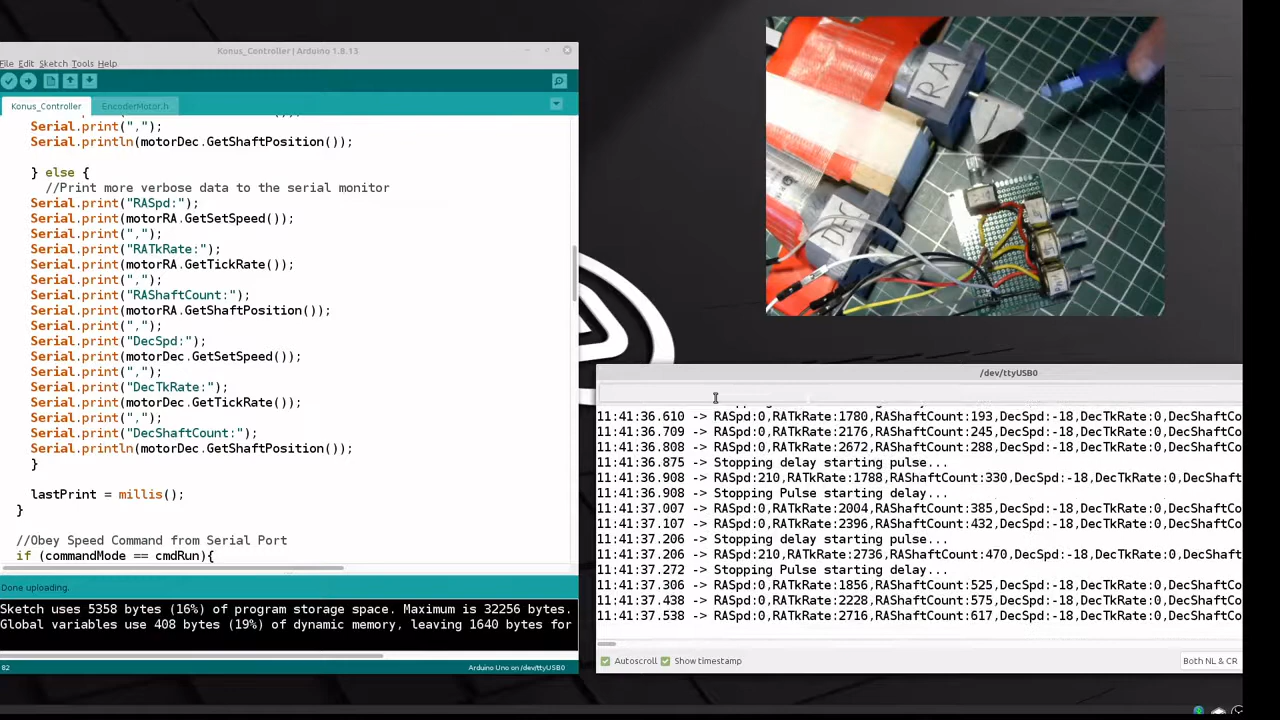 Konus_Controller | Arduino 1.8.13
File Edit Sketch Tools Help
Konus_Controller EncoderMotor.h
Serial.print(",");
Serial.println(motorDec.GetShaftPosition());
} else {
//Print more verbose data to the serial monitor
Serial.print("RASpd:");
Serial.print(motorRA.GetSetSpeed());
Serial.print(",");
Serial.print("RATkRate:");
Serial.print(motorRA.GetTickRate());
Serial.print(",");
Serial.print("RAShaftCount:");
Serial.print(motorRA.GetShaftPosition());
Serial.print(",");
Serial.print("DecSpd:");
Serial.print(motorDec.GetSetSpeed());
Serial.print(",");
Serial.print("DecTkRate:");
Serial.print(motorDec.GetTickRate());
Serial.print(",");
Serial.print("DecShaftCount:");
Serial.println(motorDec.GetShaftPosition());
}
lastPrint = millis();
}
//Obey Speed Command from Serial Port
if (commandMode == cmdRun){
Done uploading.
Sketch uses 5358 bytes (16%) of program storage space. Maximum is 32256 bytes.
Global variables use 408 bytes (19%) of dynamic memory, leaving 1640 bytes for
82
Arduino Uno on /dev/ttyUSB0
RA
DEC
/dev/ttyUSB0
11:41:36.610 -> RASpd:0,RATkRate:1780,RAShaftCount:193,DecSpd:-18,DecTkRate:0,DecShaftCo
11:41:36.709 -> RASpd:0,RATkRate:2176,RAShaftCount:245,DecSpd:-18,DecTkRate:0,DecShaftCo
11:41:36.808 -> RASpd:0,RATkRate:2672,RAShaftCount:288,DecSpd:-18,DecTkRate:0,DecShaftCo
11:41:36.875 -> Stopping delay starting pulse...
11:41:36.908 -> RASpd:210,RATkRate:1788,RAShaftCount:330,DecSpd:-18,DecTkRate:0,DecShaft
11:41:36.908 -> Stopping Pulse starting delay...
11:41:37.007 -> RASpd:0,RATkRate:2004,RAShaftCount:385,DecSpd:-18,DecTkRate:0,DecShaftCo
11:41:37.107 -> RASpd:0,RATkRate:2396,RAShaftCount:432,DecSpd:-18,DecTkRate:0,DecShaftCo
11:41:37.206 -> Stopping delay starting pulse...
11:41:37.206 -> RASpd:210,RATkRate:2736,RAShaftCount:470,DecSpd:-18,DecTkRate:0,DecShaft
11:41:37.272 -> Stopping Pulse starting delay...
11:41:37.306 -> RASpd:0,RATkRate:1856,RAShaftCount:525,DecSpd:-18,DecTkRate:0,DecShaftCo
11:41:37.438 -> RASpd:0,RATkRate:2228,RAShaftCount:575,DecSpd:-18,DecTkRate:0,DecShaftCo
11:41:37.538 -> RASpd:0,RATkRate:2716,RAShaftCount:617,DecSpd:-18,DecTkRate:0,DecShaftCo
Autoscroll Show timestamp
Both NL & CR